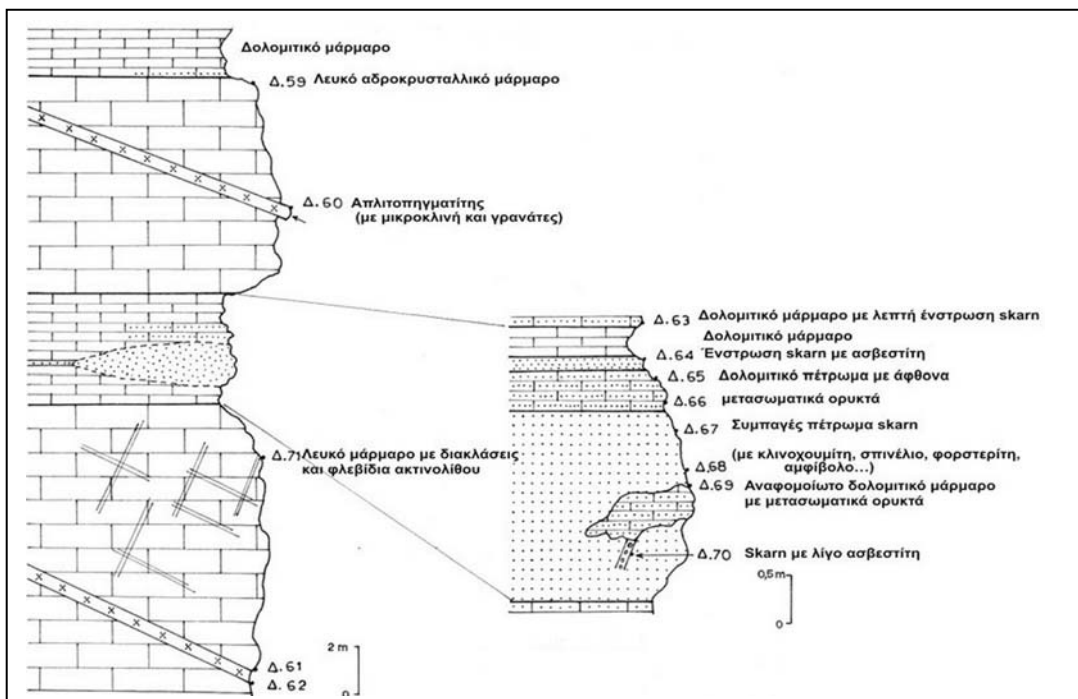 Δολομιτικό μάρμαρο
Δ.59 Λευκό αδροκρυσταλλικό μάρμαρο
Δ.60 Απλιτοπηγματίτης
(με μικροκλινή και γρανάτες)
Δ.71 Λευκό μάρμαρο με διακλάσεις
και φλεβίδια ακτινολίθου
2 m
0
Δ.61
Δ.62
Δ.63 Δολομιτικό μάρμαρο με λεπτή ένστρωση skarn
Δολομιτικό μάρμαρο
Δ.64 Ένστρωση skarn με ασβεστίτη
Δ.65 Δολομιτικό πέτρωμα με άφθονα
Δ.66 μετασωματικά ορυκτά
Δ.67 Συμπαγές πέτρωμα skarn
(με κλινοχουμίτη, σπινέλιο, φορστερίτη,
Δ.68 αμφίβολο...)
Δ.69 Αναφομοίωτο δολομιτικό μάρμαρο
με μετασωματικά ορυκτά
Δ.70 Skarn με λίγο ασβεστίτη
0,5 m
0